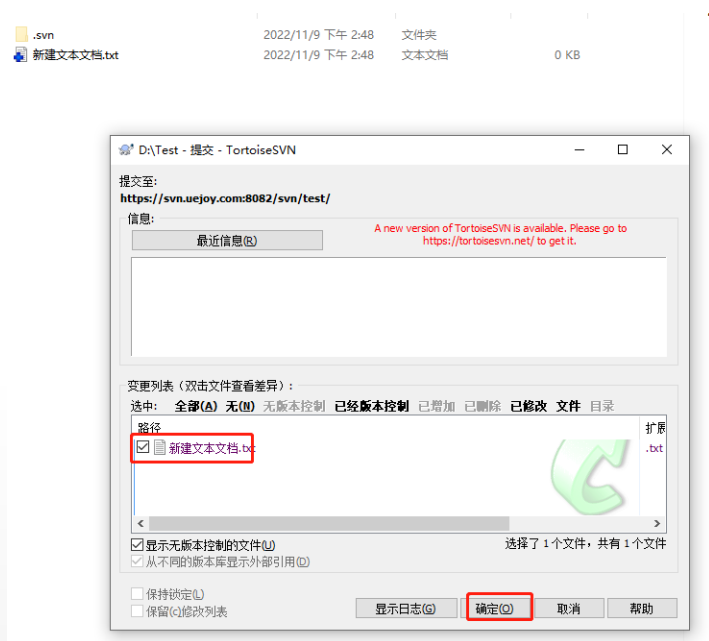 .svn 2022/11/9 下午 2:48 文件夹
新建文本文档.txt 2022/11/9 下午 2:48 文本文档 0 KB
D:\Test - 提交 - TortoiseSVN
提交至:
https://svn.uejoy.com:8082/svn/test/
信息:
最近信息(R)
A new version of TortoiseSVN is available. Please go to
https://tortoisesvn.net/ to get it.
变更列表（双击文件查看差异）:
选中: 全部(A) 无(N) 无版本控制 已经版本控制 已增加 已删除 已修改 文件 目录
路径 扩展
新建文本文档.txt .txt
显示无版本控制的文件(U) 选择了 1 个文件，共有 1 个文件
从不同的版本库显示外部引用(D)
保持锁定(L)
保留(c)修改列表
显示日志(G) 确定(O) 取消 帮助